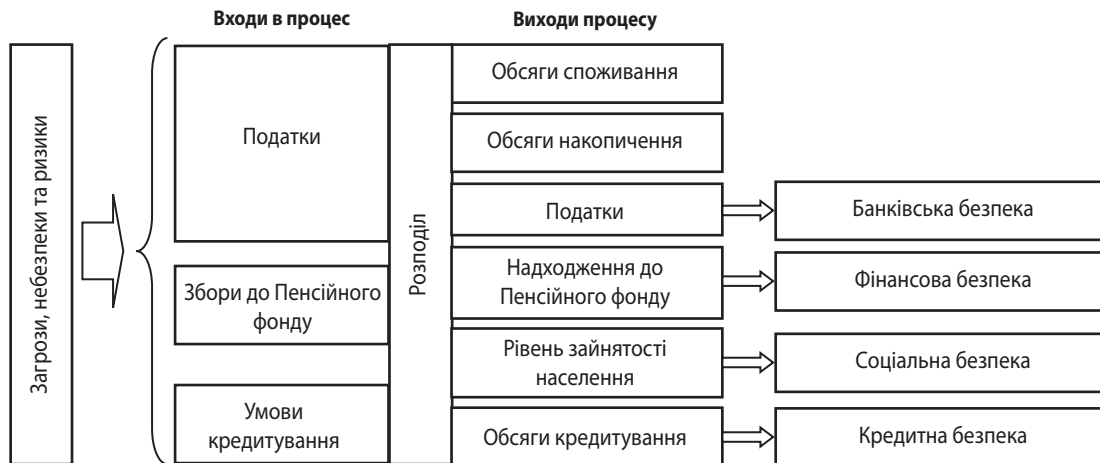 Входи в процес
Виходи процесу
Загрози, небезпеки та ризики
Податки
Збори до Пенсійного
фонду
Умови
кредитування
Розподіл
Обсяги споживання
Обсяги накопичення
Податки
Надходження до
Пенсійного фонду
Рівень зайнятості
населення
Обсяги кредитування
Банківська безпека
Фінансова безпека
Соціальна безпека
Кредитна безпека